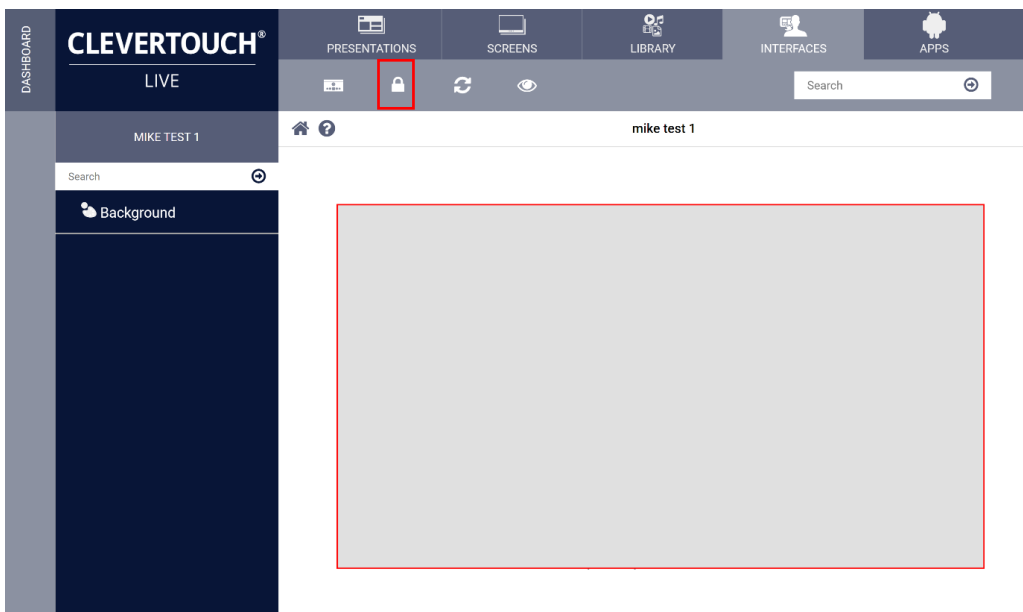 DASHBOARD
CLEVERTOUCH®
LIVE
PRESENTATIONS
SCREENS
LIBRARY
INTERFACES
APPS
Search
MIKE TEST 1
mike test 1
Search
Background